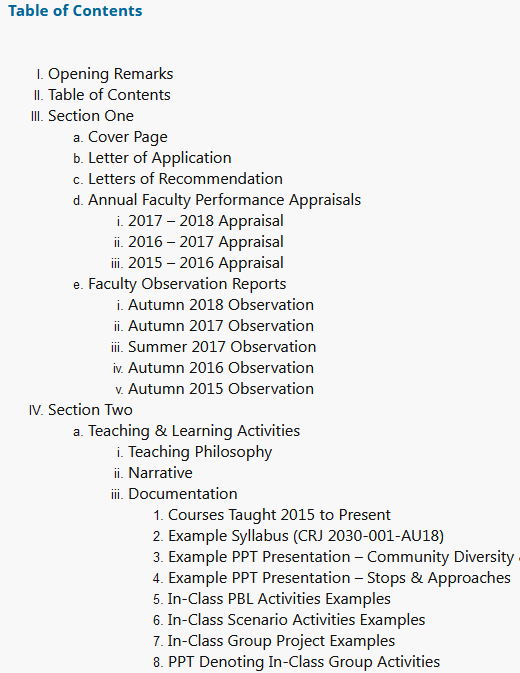 Table of Contents
I. Opening Remarks
II. Table of Contents
III. Section One
a. Cover Page
b. Letter of Application
c. Letters of Recommendation
d. Annual Faculty Performance Appraisals
i. 2017 – 2018 Appraisal
ii. 2016 – 2017 Appraisal
iii. 2015 – 2016 Appraisal
e. Faculty Observation Reports
i. Autumn 2018 Observation
ii. Autumn 2017 Observation
iii. Summer 2017 Observation
iv. Autumn 2016 Observation
v. Autumn 2015 Observation
IV. Section Two
a. Teaching & Learning Activities
i. Teaching Philosophy
ii. Narrative
iii. Documentation
1. Courses Taught 2015 to Present
2. Example Syllabus (CRJ 2030-001-AU18)
3. Example PPT Presentation – Community Diversity
4. Example PPT Presentation – Stops & Approaches
5. In-Class PBL Activities Examples
6. In-Class Scenario Activities Examples
7. In-Class Group Project Examples
8. PPT Denoting In-Class Group Activities